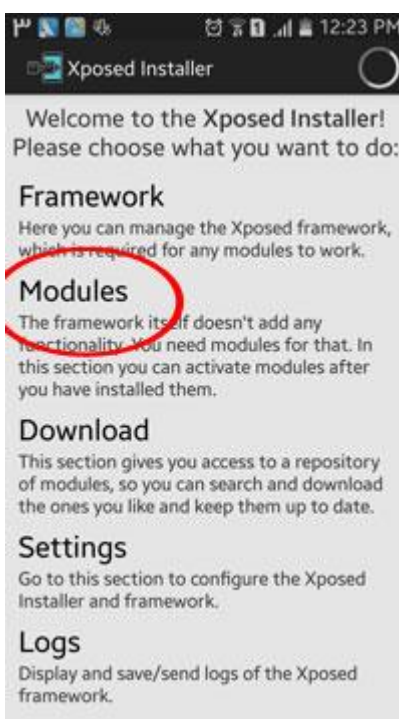 12:23 PM
Xposed Installer
Welcome to the Xposed Installer!
Please choose what you want to do:
Framework
Here you can manage the Xposed framework,
which is required for any modules to work.
Modules
The framework itself doesn't add any
functionality. You need modules for that. In
this section you can activate modules after
you have installed them.
Download
This section gives you access to a repository
of modules, so you can search and download
the ones you like and keep them up to date.
Settings
Go to this section to configure the Xposed
Installer and framework.
Logs
Display and save/send logs of the Xposed
framework.